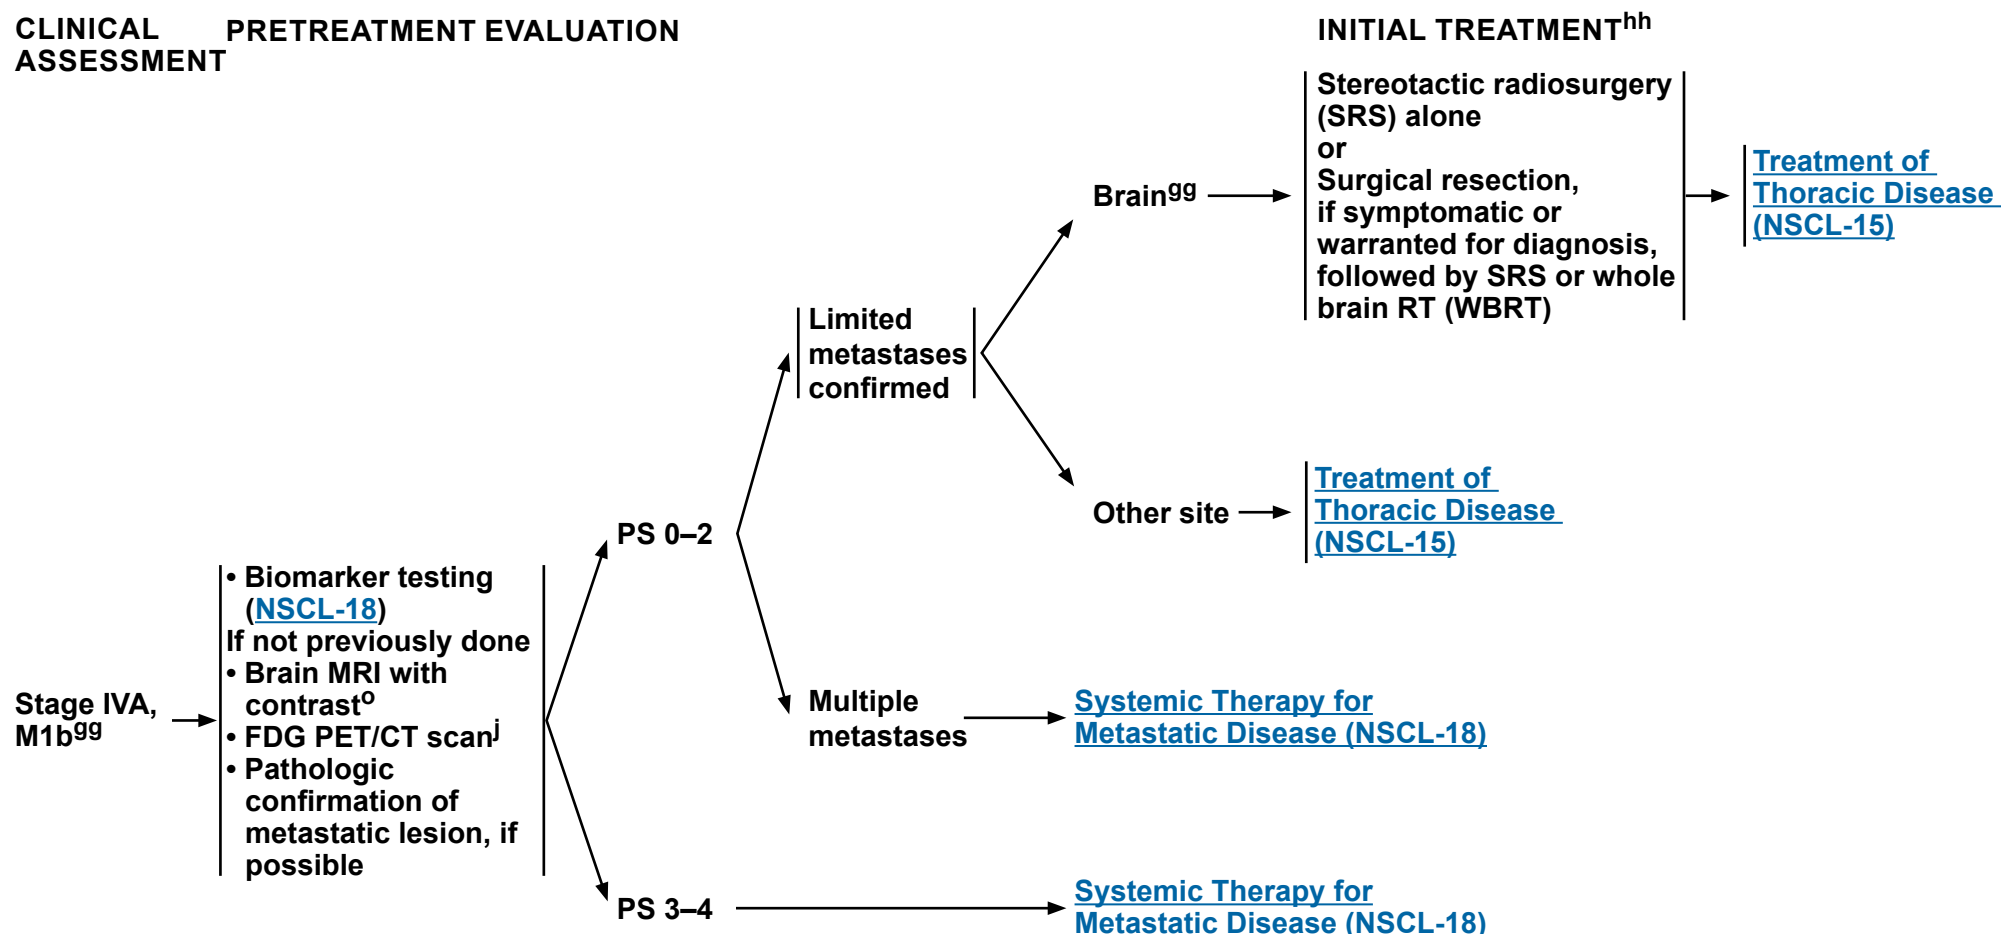 CLINICAL
ASSESSMENT
PRETREATMENT EVALUATION
INITIAL TREATMENThh
Stage IVA,
M1bgg
• Biomarker testing
(NSCL-18)
If not previously done
• Brain MRI with
contrasto
• FDG PET/CT scanj
• Pathologic
confirmation of
metastatic lesion, if
possible
PS 0–2
Limited
metastases
confirmed
Braingg
Stereotactic radiosurgery
(SRS) alone
or
Surgical resection,
if symptomatic or
warranted for diagnosis,
followed by SRS or whole
brain RT (WBRT)
Treatment of
Thoracic Disease
(NSCL-15)
Other site
Treatment of
Thoracic Disease
(NSCL-15)
Multiple
metastases
Systemic Therapy for
Metastatic Disease (NSCL-18)
PS 3–4
Systemic Therapy for
Metastatic Disease (NSCL-18)